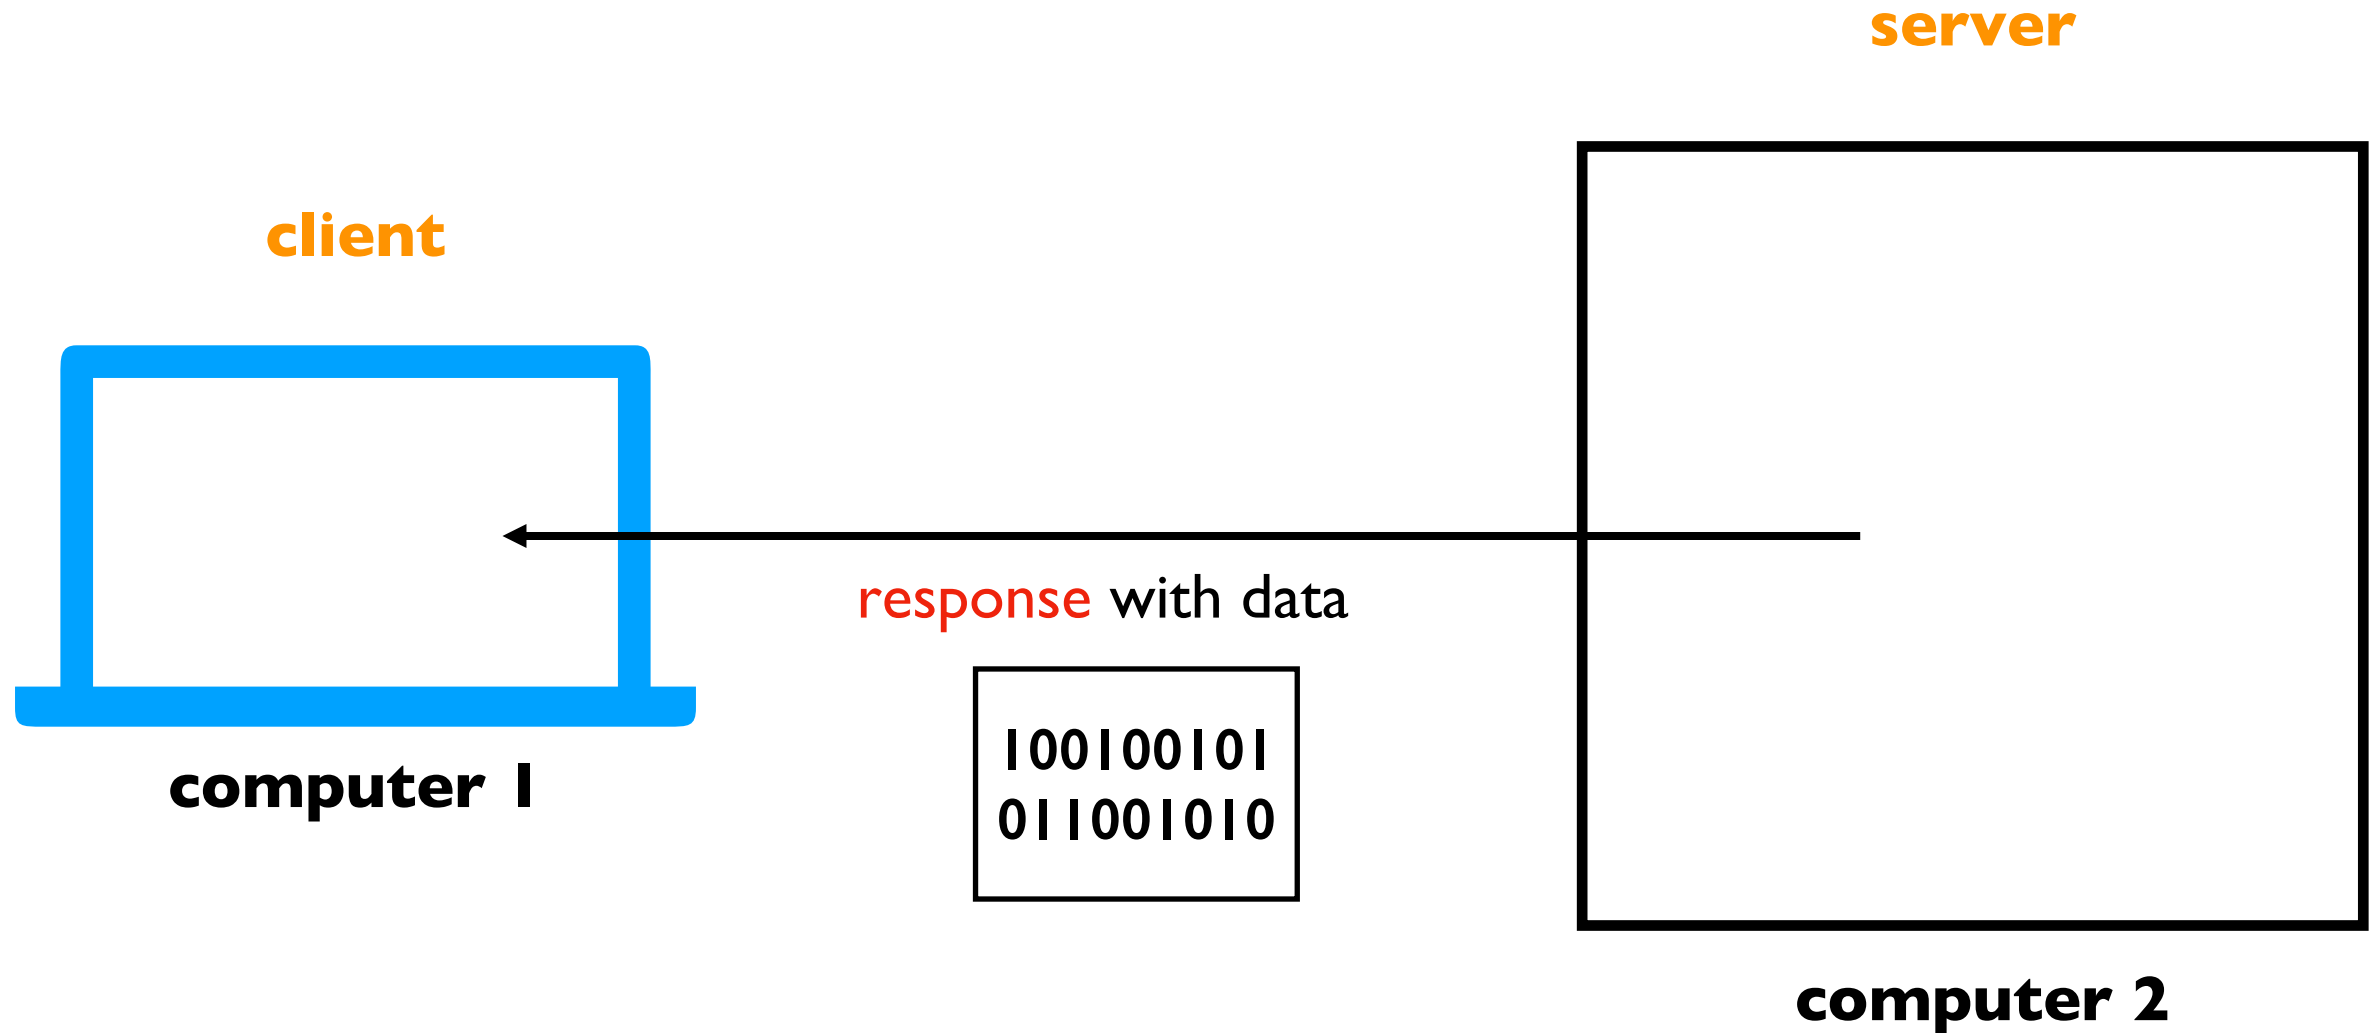 server
client
response with data
100100101
011001010
computer 1
computer 2